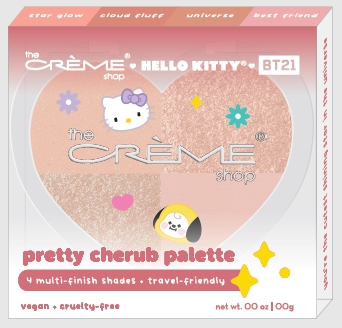 star glow cloud fluff universe best friend
the CRÈME shop ♥ HELLO KITTY® ♥ BT21
the
CRÈME®
shop
pretty cherub palette
4 multi-finish shades • travel-friendly
vegan + cruelty-free net wt. 00 oz | 00g